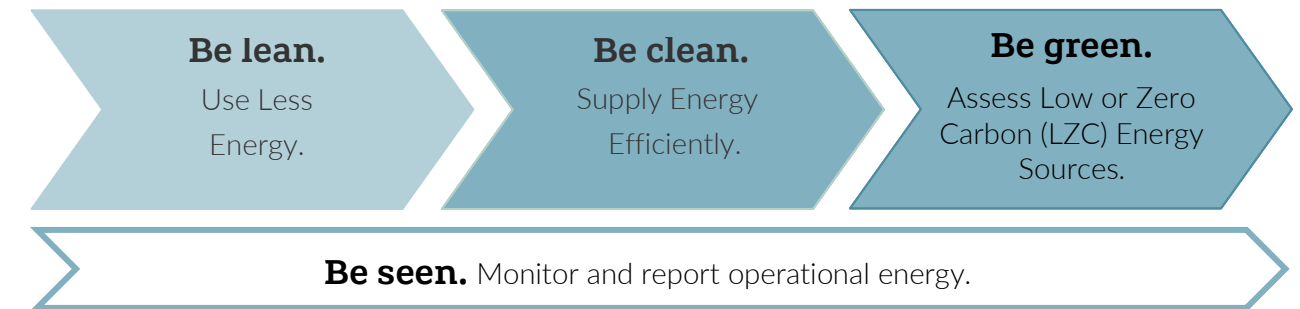 Be lean.
Use Less
Energy.
Be clean.
Supply Energy
Efficiently.
Be green.
Assess Low or Zero
Carbon (LZC) Energy
Sources.
Be seen. Monitor and report operational energy.